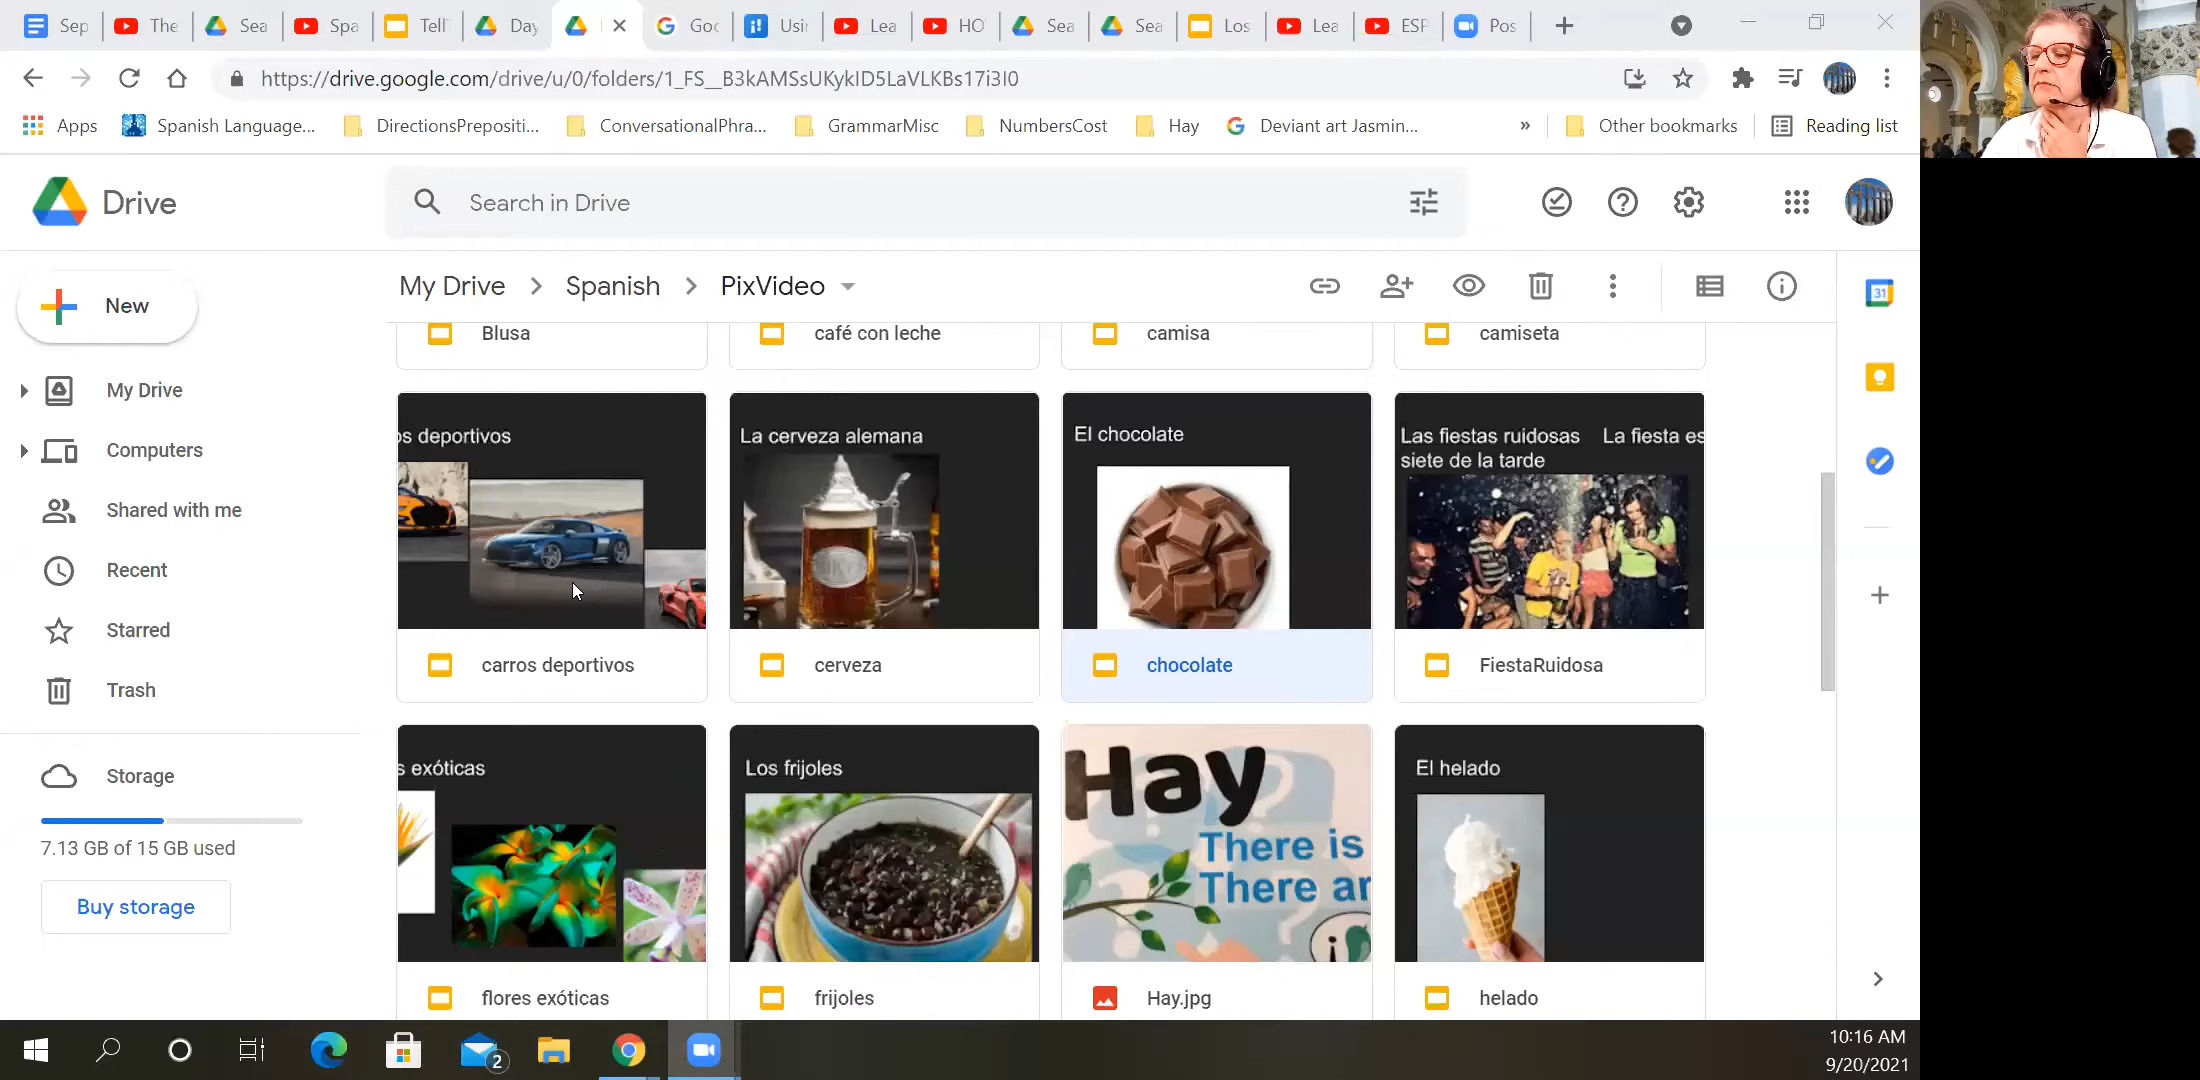 Sep
The
Sea
Spa
Tell
Day
Goo
Usi
Lea
HO
Sea
Sea
Los
Lea
ESP
Pos
https://drive.google.com/drive/u/0/folders/1_FS__B3kAMSsUKykID5LaVLKBs17i3I0
Apps
Spanish Language...
DirectionsPrepositi...
ConversationalPhra...
GrammarMisc
NumbersCost
Hay
Deviant art Jasmin...
»
Other bookmarks
Reading list
Drive
Search in Drive
New
My Drive
Computers
Shared with me
Recent
Starred
Trash
Storage
7.13 GB of 15 GB used
Buy storage
My Drive > Spanish > PixVideo
31
Blusa
café con leche
camisa
camiseta
os deportivos
La cerveza alemana
El chocolate
Las fiestas ruidosas La fiesta es
siete de la tarde
carros deportivos
cerveza
chocolate
FiestaRuidosa
s exóticas
Los frijoles
Hay
There is
There ar
El helado
flores exóticas
frijoles
Hay.jpg
helado
2
10:16 AM
9/20/2021